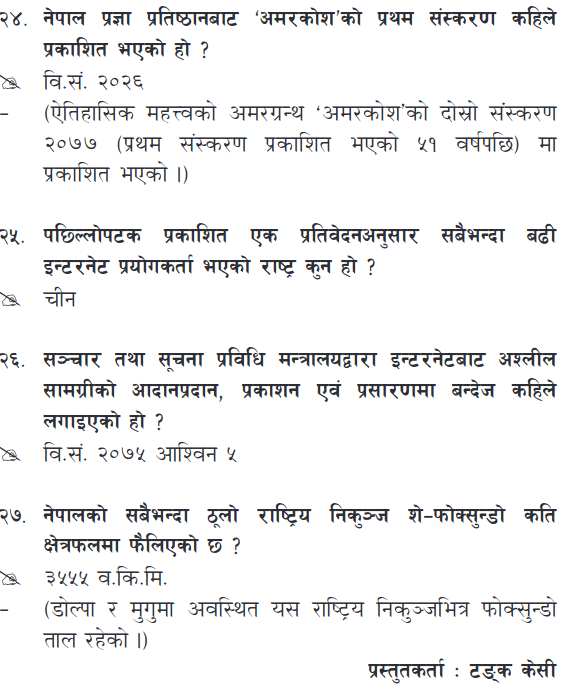 २४. नेपाल प्रज्ञा प्रतिष्ठानबाट ‘अमरकोश’को प्रथम संस्करण कहिले
प्रकाशित भएको हो ?
वि.सं. २०२६
– (ऐतिहासिक महत्त्वको अमरग्रन्थ ‘अमरकोश’को दोस्रो संस्करण
२०७७ (प्रथम संस्करण प्रकाशित भएको ५१ वर्षपछि) मा
प्रकाशित भएको ।)
२५. पछिल्लोपटक प्रकाशित एक प्रतिवेदनअनुसार सबैभन्दा बढी
इन्टरनेट प्रयोगकर्ता भएको राष्ट्र कुन हो ?
चीन
२६. सञ्चार तथा सूचना प्रविधि मन्त्रालयद्वारा इन्टरनेटबाट अश्लील
सामग्रीको आदानप्रदान, प्रकाशन एवं प्रसारणमा बन्देज कहिले
लगाइएको हो ?
वि.सं. २०७५ आश्विन ५
२७. नेपालको सबैभन्दा ठूलो राष्ट्रिय निकुञ्ज शे–फोक्सुन्डो कति
क्षेत्रफलमा फैलिएको छ ?
३५५५ व.कि.मि.
– (डोल्पा र मुगुमा अवस्थित यस राष्ट्रिय निकुञ्जभित्र फोक्सुन्डो
ताल रहेको ।)
प्रस्तुतकर्ता : टङ्क केसी